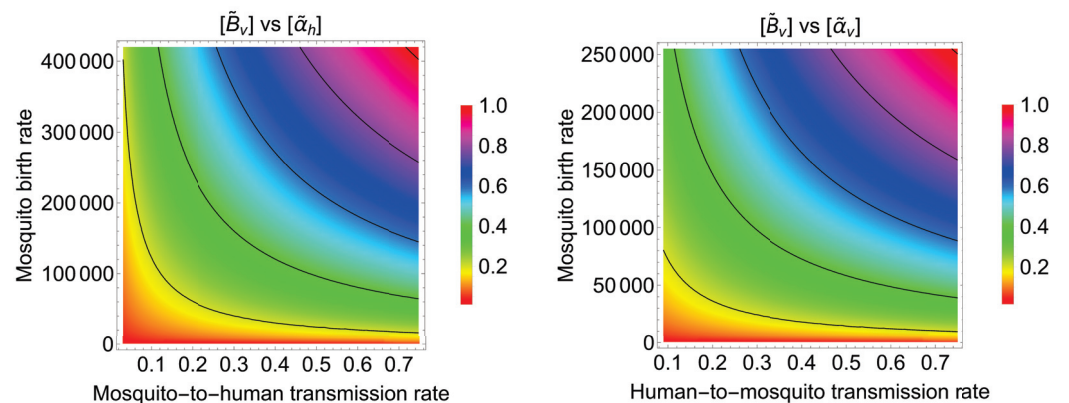 [B̃ᵥ] vs [α̃ₕ]
400 000
300 000
200 000
100 000
0
Mosquito birth rate
0.1 0.2 0.3 0.4 0.5 0.6 0.7
Mosquito-to-human transmission rate
1.0
0.8
0.6
0.4
0.2
[B̃ᵥ] vs [α̃ᵥ]
250 000
200 000
150 000
100 000
50 000
0
Mosquito birth rate
0.1 0.2 0.3 0.4 0.5 0.6 0.7
Human-to-mosquito transmission rate
1.0
0.8
0.6
0.4
0.2